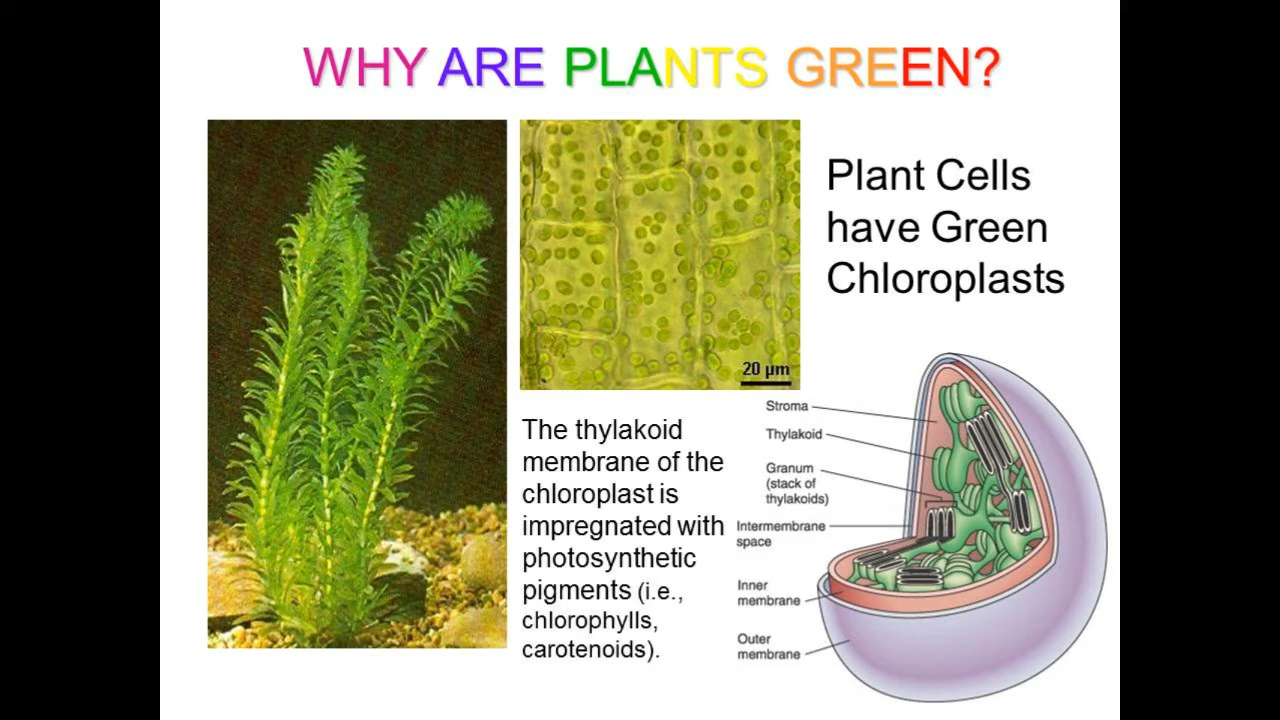 WHY ARE PLANTS GREEN?
Plant Cells
have Green
Chloroplasts
20 µm
The thylakoid
membrane of the
chloroplast is
impregnated with
photosynthetic
pigments (i.e.,
chlorophylls,
carotenoids).
Stroma
Thylakoid
Granum
(stack of
thylakoids)
Intermembrane
space
Inner
membrane
Outer
membrane